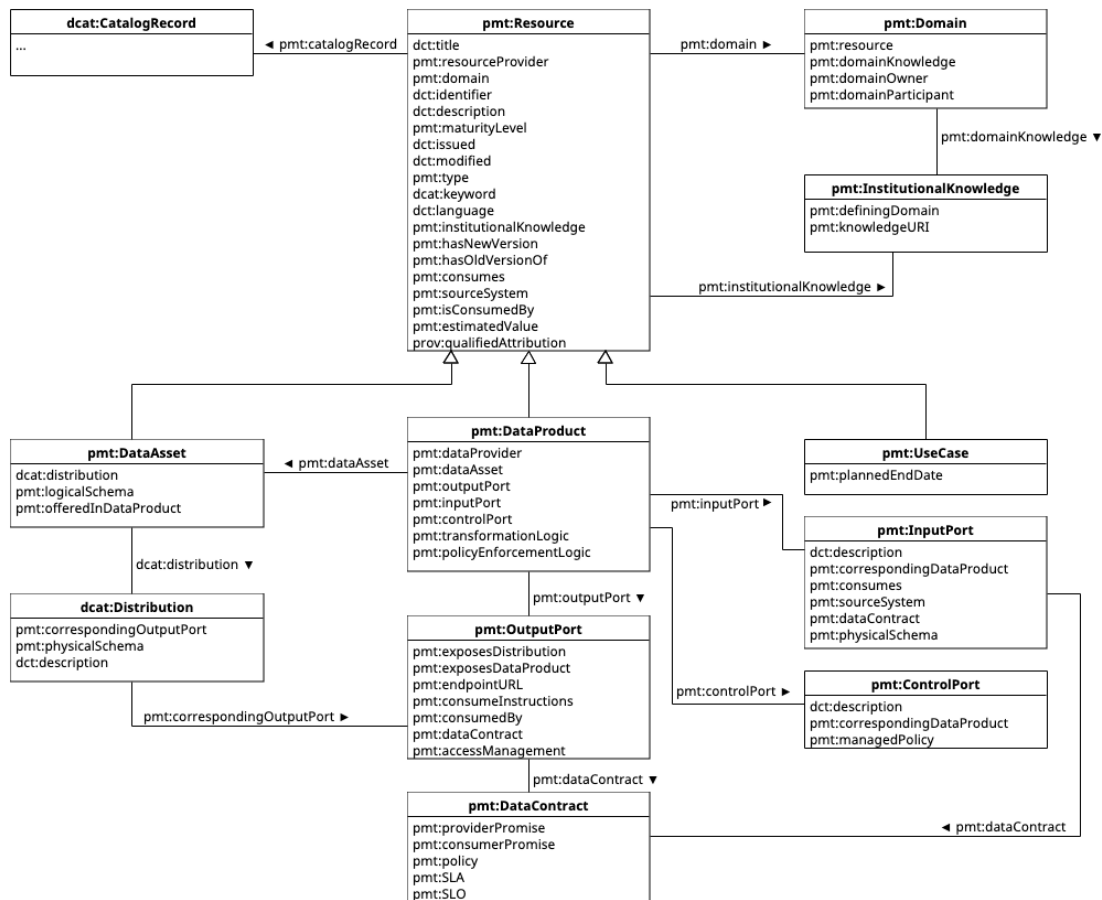 dcat:CatalogRecord
...
◄ pmt:catalogRecord
pmt:Resource
dct:title
pmt:resourceProvider
pmt:domain
dct:identifier
dct:description
pmt:maturityLevel
dct:issued
dct:modified
pmt:type
dcat:keyword
dct:language
pmt:institutionalKnowledge
pmt:hasNewVersion
pmt:hasOldVersionOf
pmt:consumes
pmt:sourceSystem
pmt:isConsumedBy
pmt:estimatedValue
prov:qualifiedAttribution
pmt:domain ►
pmt:Domain
pmt:resource
pmt:domainKnowledge
pmt:domainOwner
pmt:domainParticipant
pmt:domainKnowledge ▼
pmt:InstitutionalKnowledge
pmt:definingDomain
pmt:knowledgeURI
pmt:institutionalKnowledge ►
pmt:DataAsset
dcat:distribution
pmt:logicalSchema
pmt:offeredInDataProduct
◄ pmt:dataAsset
pmt:DataProduct
pmt:dataProvider
pmt:dataAsset
pmt:outputPort
pmt:inputPort
pmt:controlPort
pmt:transformationLogic
pmt:policyEnforcementLogic
pmt:UseCase
pmt:plannedEndDate
pmt:inputPort ►
pmt:InputPort
dct:description
pmt:correspondingDataProduct
pmt:consumes
pmt:sourceSystem
pmt:dataContract
pmt:physicalSchema
dcat:distribution ▼
dcat:Distribution
pmt:correspondingOutputPort
pmt:physicalSchema
dct:description
pmt:outputPort ▼
pmt:OutputPort
pmt:exposesDistribution
pmt:exposesDataProduct
pmt:endpointURL
pmt:consumeInstructions
pmt:consumedBy
pmt:dataContract
pmt:accessManagement
pmt:controlPort ►
pmt:ControlPort
dct:description
pmt:correspondingDataProduct
pmt:managedPolicy
pmt:correspondingOutputPort ►
pmt:dataContract ▼
pmt:DataContract
pmt:providerPromise
pmt:consumerPromise
pmt:policy
pmt:SLA
pmt:SLO
◄ pmt:dataContract